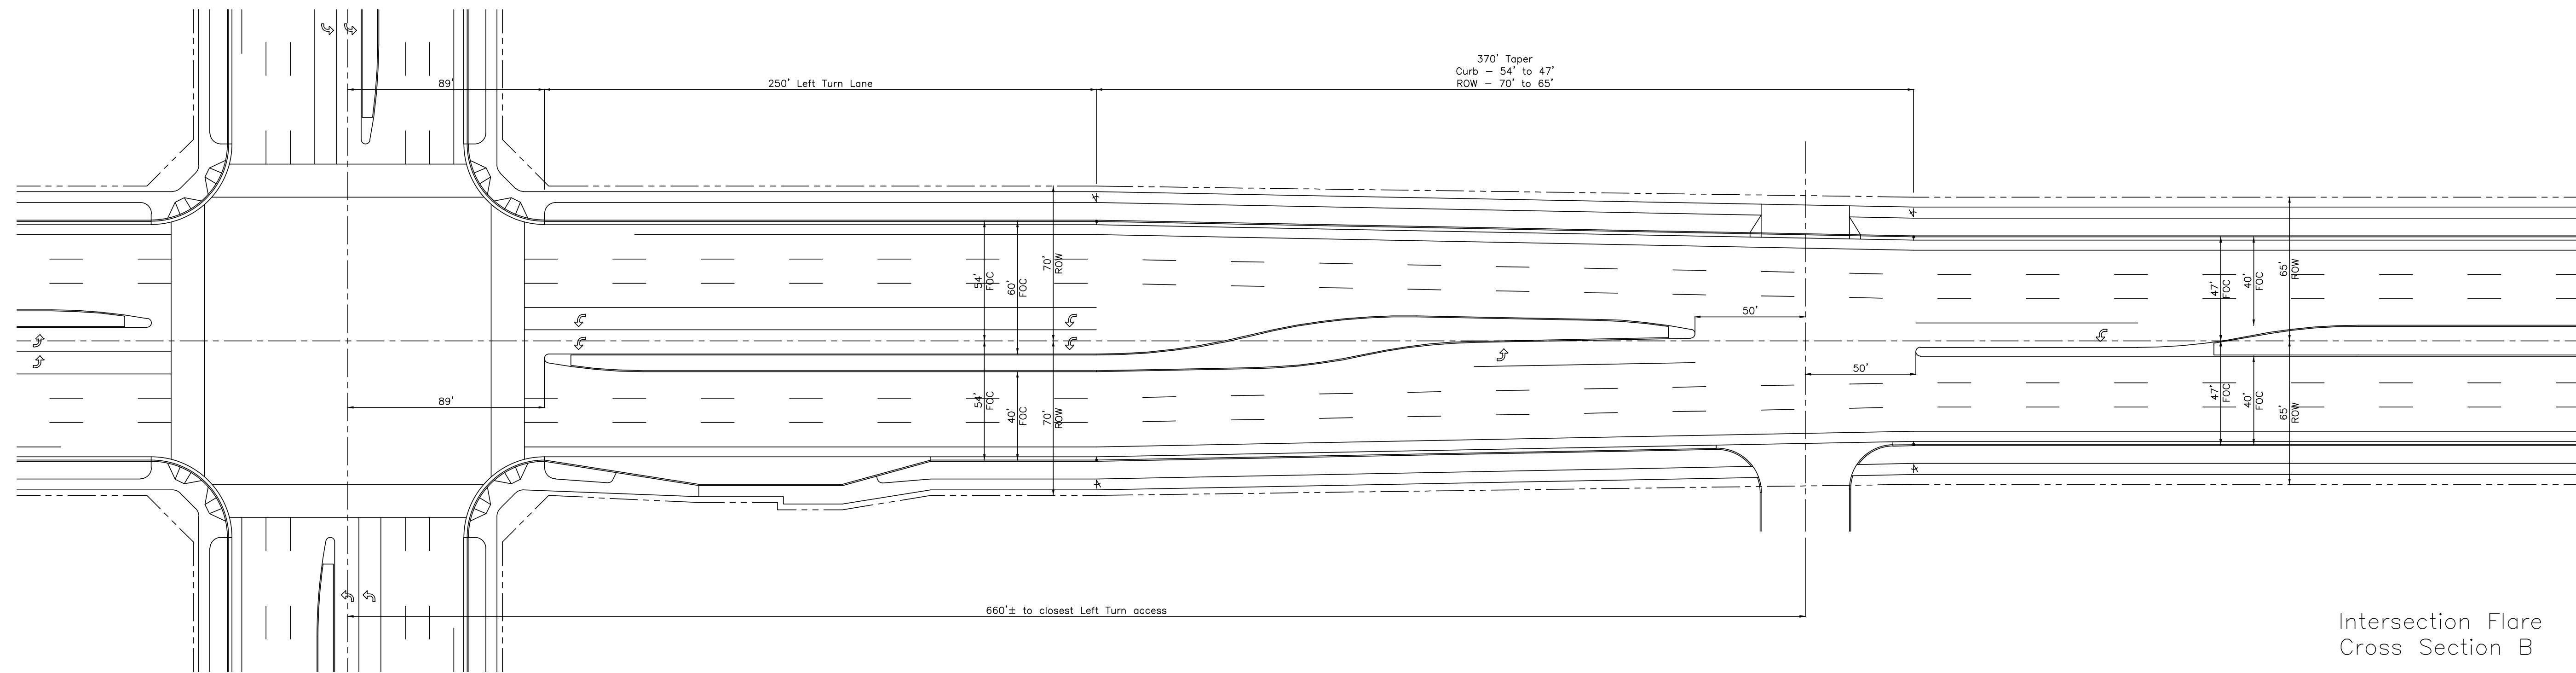 370' Taper
Curb – 54' to 47'
ROW – 70' to 65'
89'
250' Left Turn Lane
54'
FOC
60'
FOC
70'
ROW
47'
FOC
40'
FOC
65'
ROW
50'
50'
89'
54'
FOC
40'
FOC
70'
ROW
47'
FOC
40'
FOC
65'
ROW
660'± to closest Left Turn access
Intersection Flare
Cross Section B